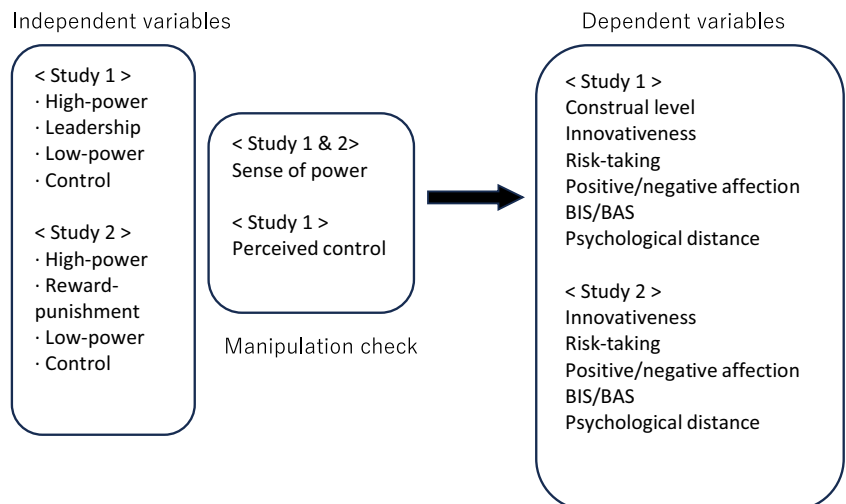 Independent variables
< Study 1 >
· High-power
· Leadership
· Low-power
· Control
< Study 2 >
· High-power
· Reward-
punishment
· Low-power
· Control
< Study 1 & 2>
Sense of power
< Study 1 >
Perceived control
Manipulation check
Dependent variables
< Study 1 >
Construal level
Innovativeness
Risk-taking
Positive/negative affection
BIS/BAS
Psychological distance
< Study 2 >
Innovativeness
Risk-taking
Positive/negative affection
BIS/BAS
Psychological distance